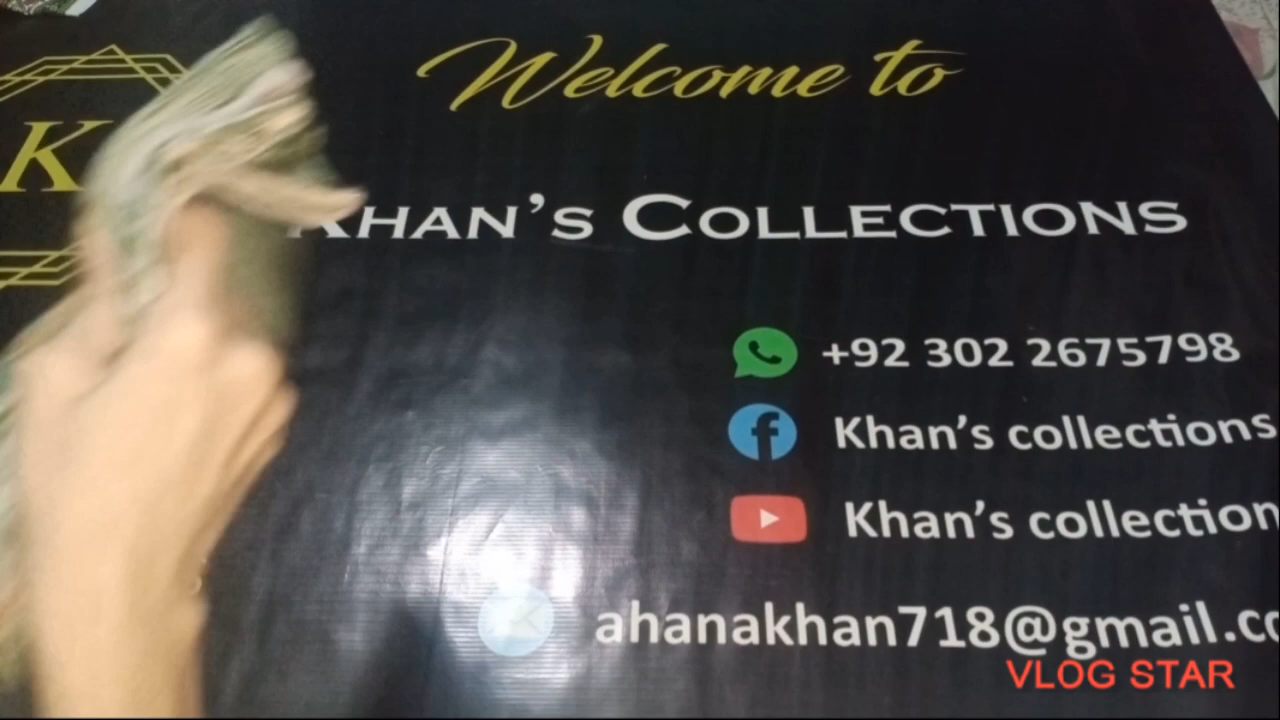 Welcome to
K
KHAN'S COLLECTIONS
+92 302 2675798
Khan's collections
Khan's collection
ahanakhan718@gmail.co
VLOG STAR